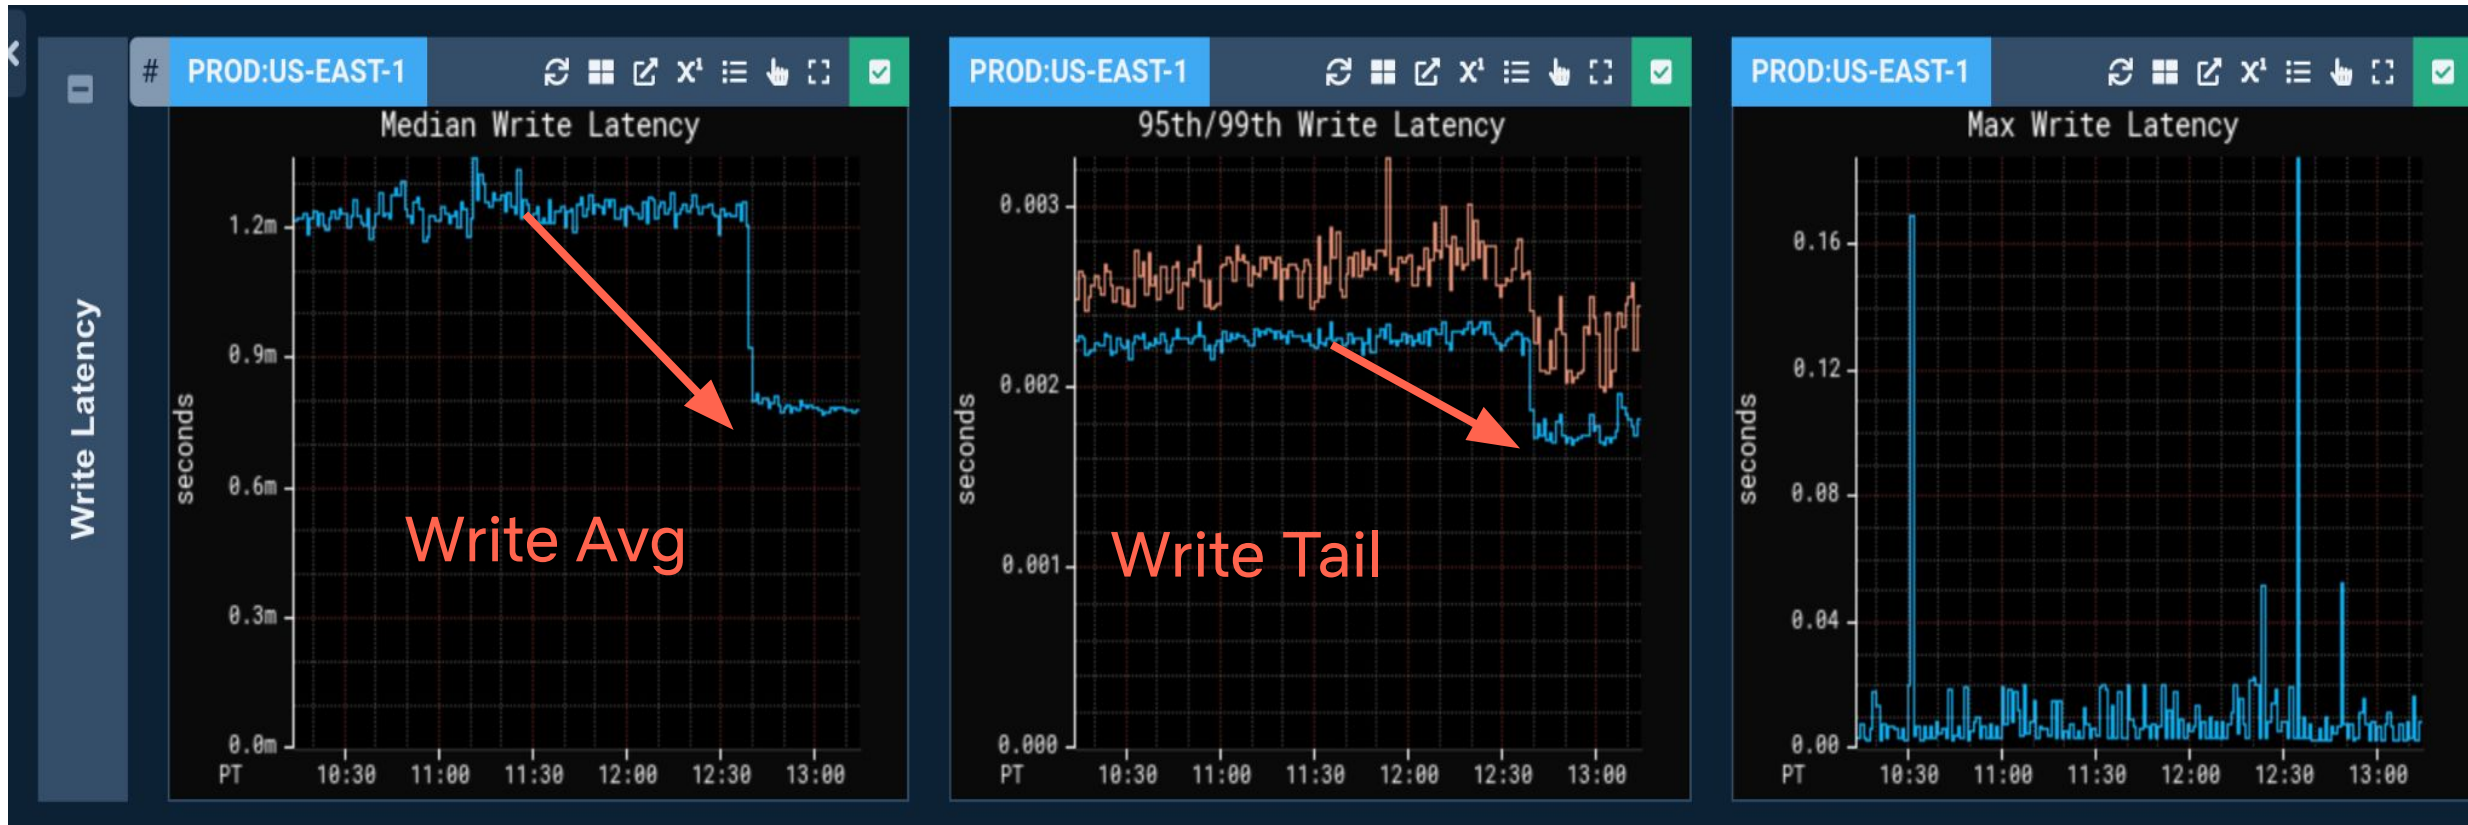 Write Latency
#
PROD:US-EAST-1
X¹
Median Write Latency
seconds
1.2m
0.9m
0.6m
0.3m
0.0m
PT 10:30 11:00 11:30 12:00 12:30 13:00
Write Avg
PROD:US-EAST-1
X¹
95th/99th Write Latency
seconds
0.003
0.002
0.001
0.000
PT 10:30 11:00 11:30 12:00 12:30 13:00
Write Tail
PROD:US-EAST-1
X¹
Max Write Latency
seconds
0.16
0.12
0.08
0.04
0.00
PT 10:30 11:00 11:30 12:00 12:30 13:00